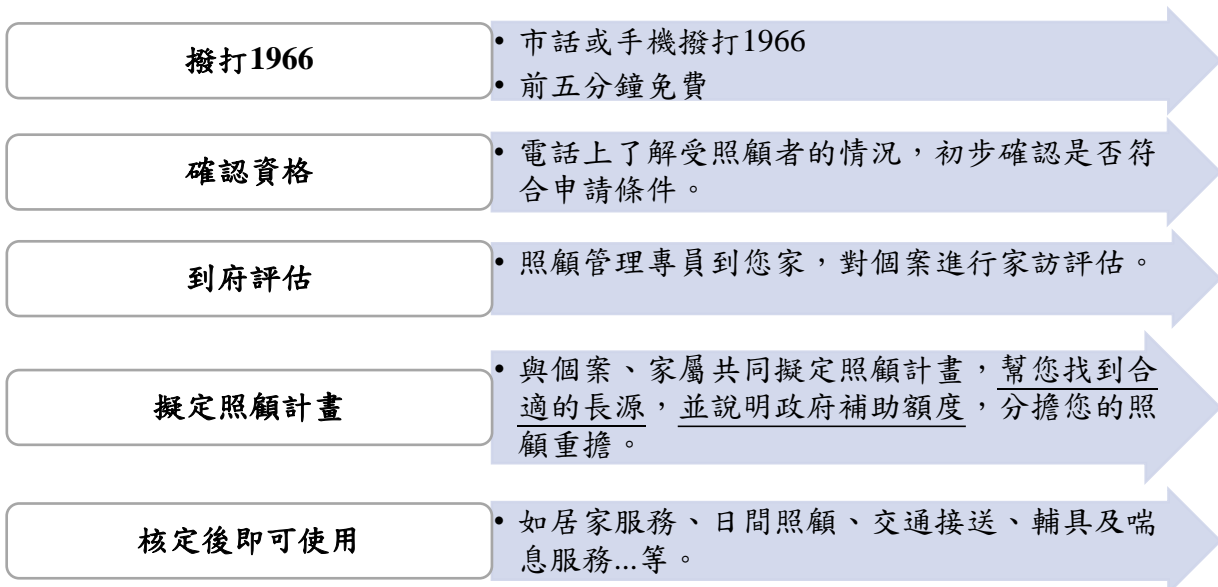 撥打1966
• 市話或手機撥打1966
• 前五分鐘免費
確認資格
• 電話上了解受照顧者的情況，初步確認是否符
合申請條件。
到府評估
• 照顧管理專員到您家，對個案進行家訪評估。
擬定照顧計畫
• 與個案、家屬共同擬定照顧計畫，幫您找到合
適的長源，並說明政府補助額度，分擔您的照
顧重擔。
核定後即可使用
• 如居家服務、日間照顧、交通接送、輔具及喘
息服務...等。